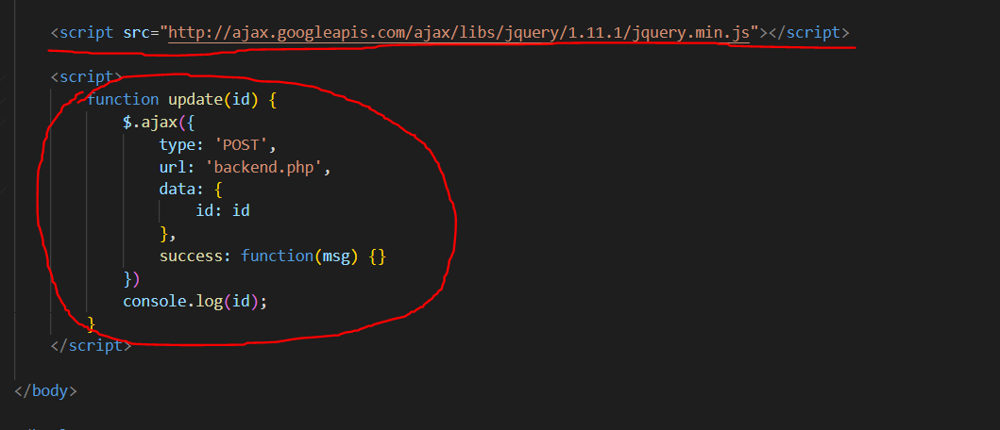 <script src="http://ajax.googleapis.com/ajax/libs/jquery/1.11.1/jquery.min.js"></script>
<script>
function update(id) {
$.ajax({
type: 'POST',
url: 'backend.php',
data: {
id: id
},
success: function(msg) {}
})
console.log(id);
}
</script>
</body>